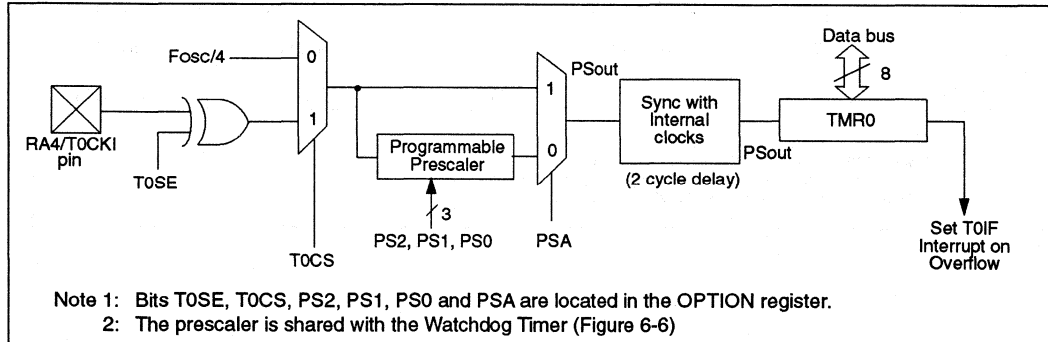 Data bus
8
Fosc/4
0
1
RA4/T0CKI
pin
T0SE
T0CS
Programmable
Prescaler
3
PS2, PS1, PS0
1
0
PSA
PSout
Sync with
Internal
clocks
(2 cycle delay)
PSout
TMR0
Set T0IF
Interrupt on
Overflow
Note 1: Bits T0SE, T0CS, PS2, PS1, PS0 and PSA are located in the OPTION register.
2: The prescaler is shared with the Watchdog Timer (Figure 6-6)